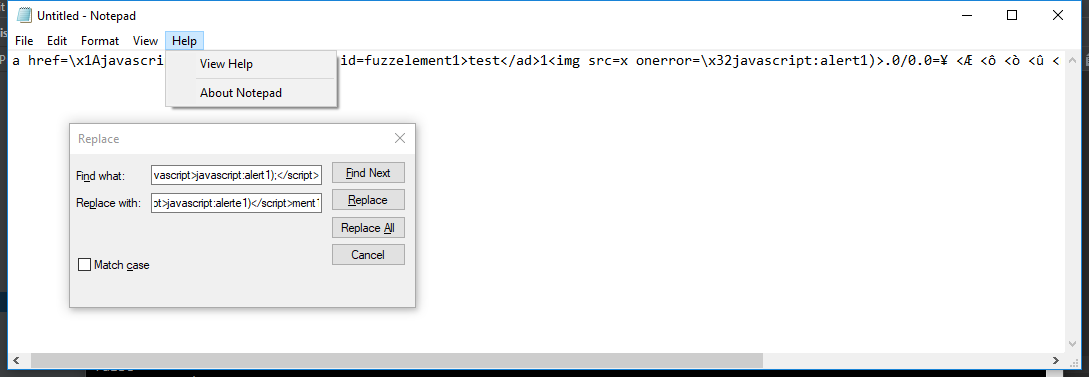 Untitled - Notepad
File Edit Format View Help
a href=\x1Ajavascri id=fuzzelement1>test</ad>1<img src=x onerror=\x32javascript:alert1)>.0/0.0=¥ <Æ <ô <ò <û <
View Help
About Notepad
Replace
Find what: vascript>javascript:alert1);</script> Find Next
Replace with: pt>javascript:alerte1)</script>ment Replace
Replace All
Cancel
Match case